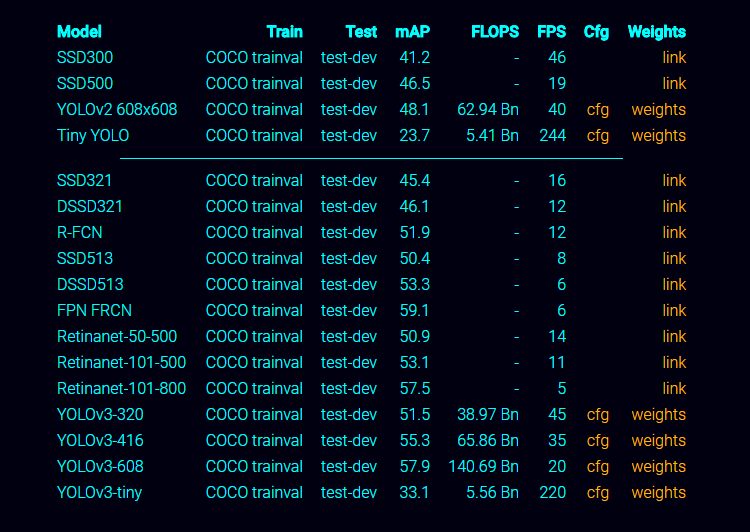 Model Train Test mAP FLOPS FPS Cfg Weights
SSD300 COCO trainval test-dev 41.2 - 46 link
SSD500 COCO trainval test-dev 46.5 - 19 link
YOLOv2 608x608 COCO trainval test-dev 48.1 62.94 Bn 40 cfg weights
Tiny YOLO COCO trainval test-dev 23.7 5.41 Bn 244 cfg weights
SSD321 COCO trainval test-dev 45.4 - 16 link
DSSD321 COCO trainval test-dev 46.1 - 12 link
R-FCN COCO trainval test-dev 51.9 - 12 link
SSD513 COCO trainval test-dev 50.4 - 8 link
DSSD513 COCO trainval test-dev 53.3 - 6 link
FPN FRCN COCO trainval test-dev 59.1 - 6 link
Retinanet-50-500 COCO trainval test-dev 50.9 - 14 link
Retinanet-101-500 COCO trainval test-dev 53.1 - 11 link
Retinanet-101-800 COCO trainval test-dev 57.5 - 5 link
YOLOv3-320 COCO trainval test-dev 51.5 38.97 Bn 45 cfg weights
YOLOv3-416 COCO trainval test-dev 55.3 65.86 Bn 35 cfg weights
YOLOv3-608 COCO trainval test-dev 57.9 140.69 Bn 20 cfg weights
YOLOv3-tiny COCO trainval test-dev 33.1 5.56 Bn 220 cfg weights